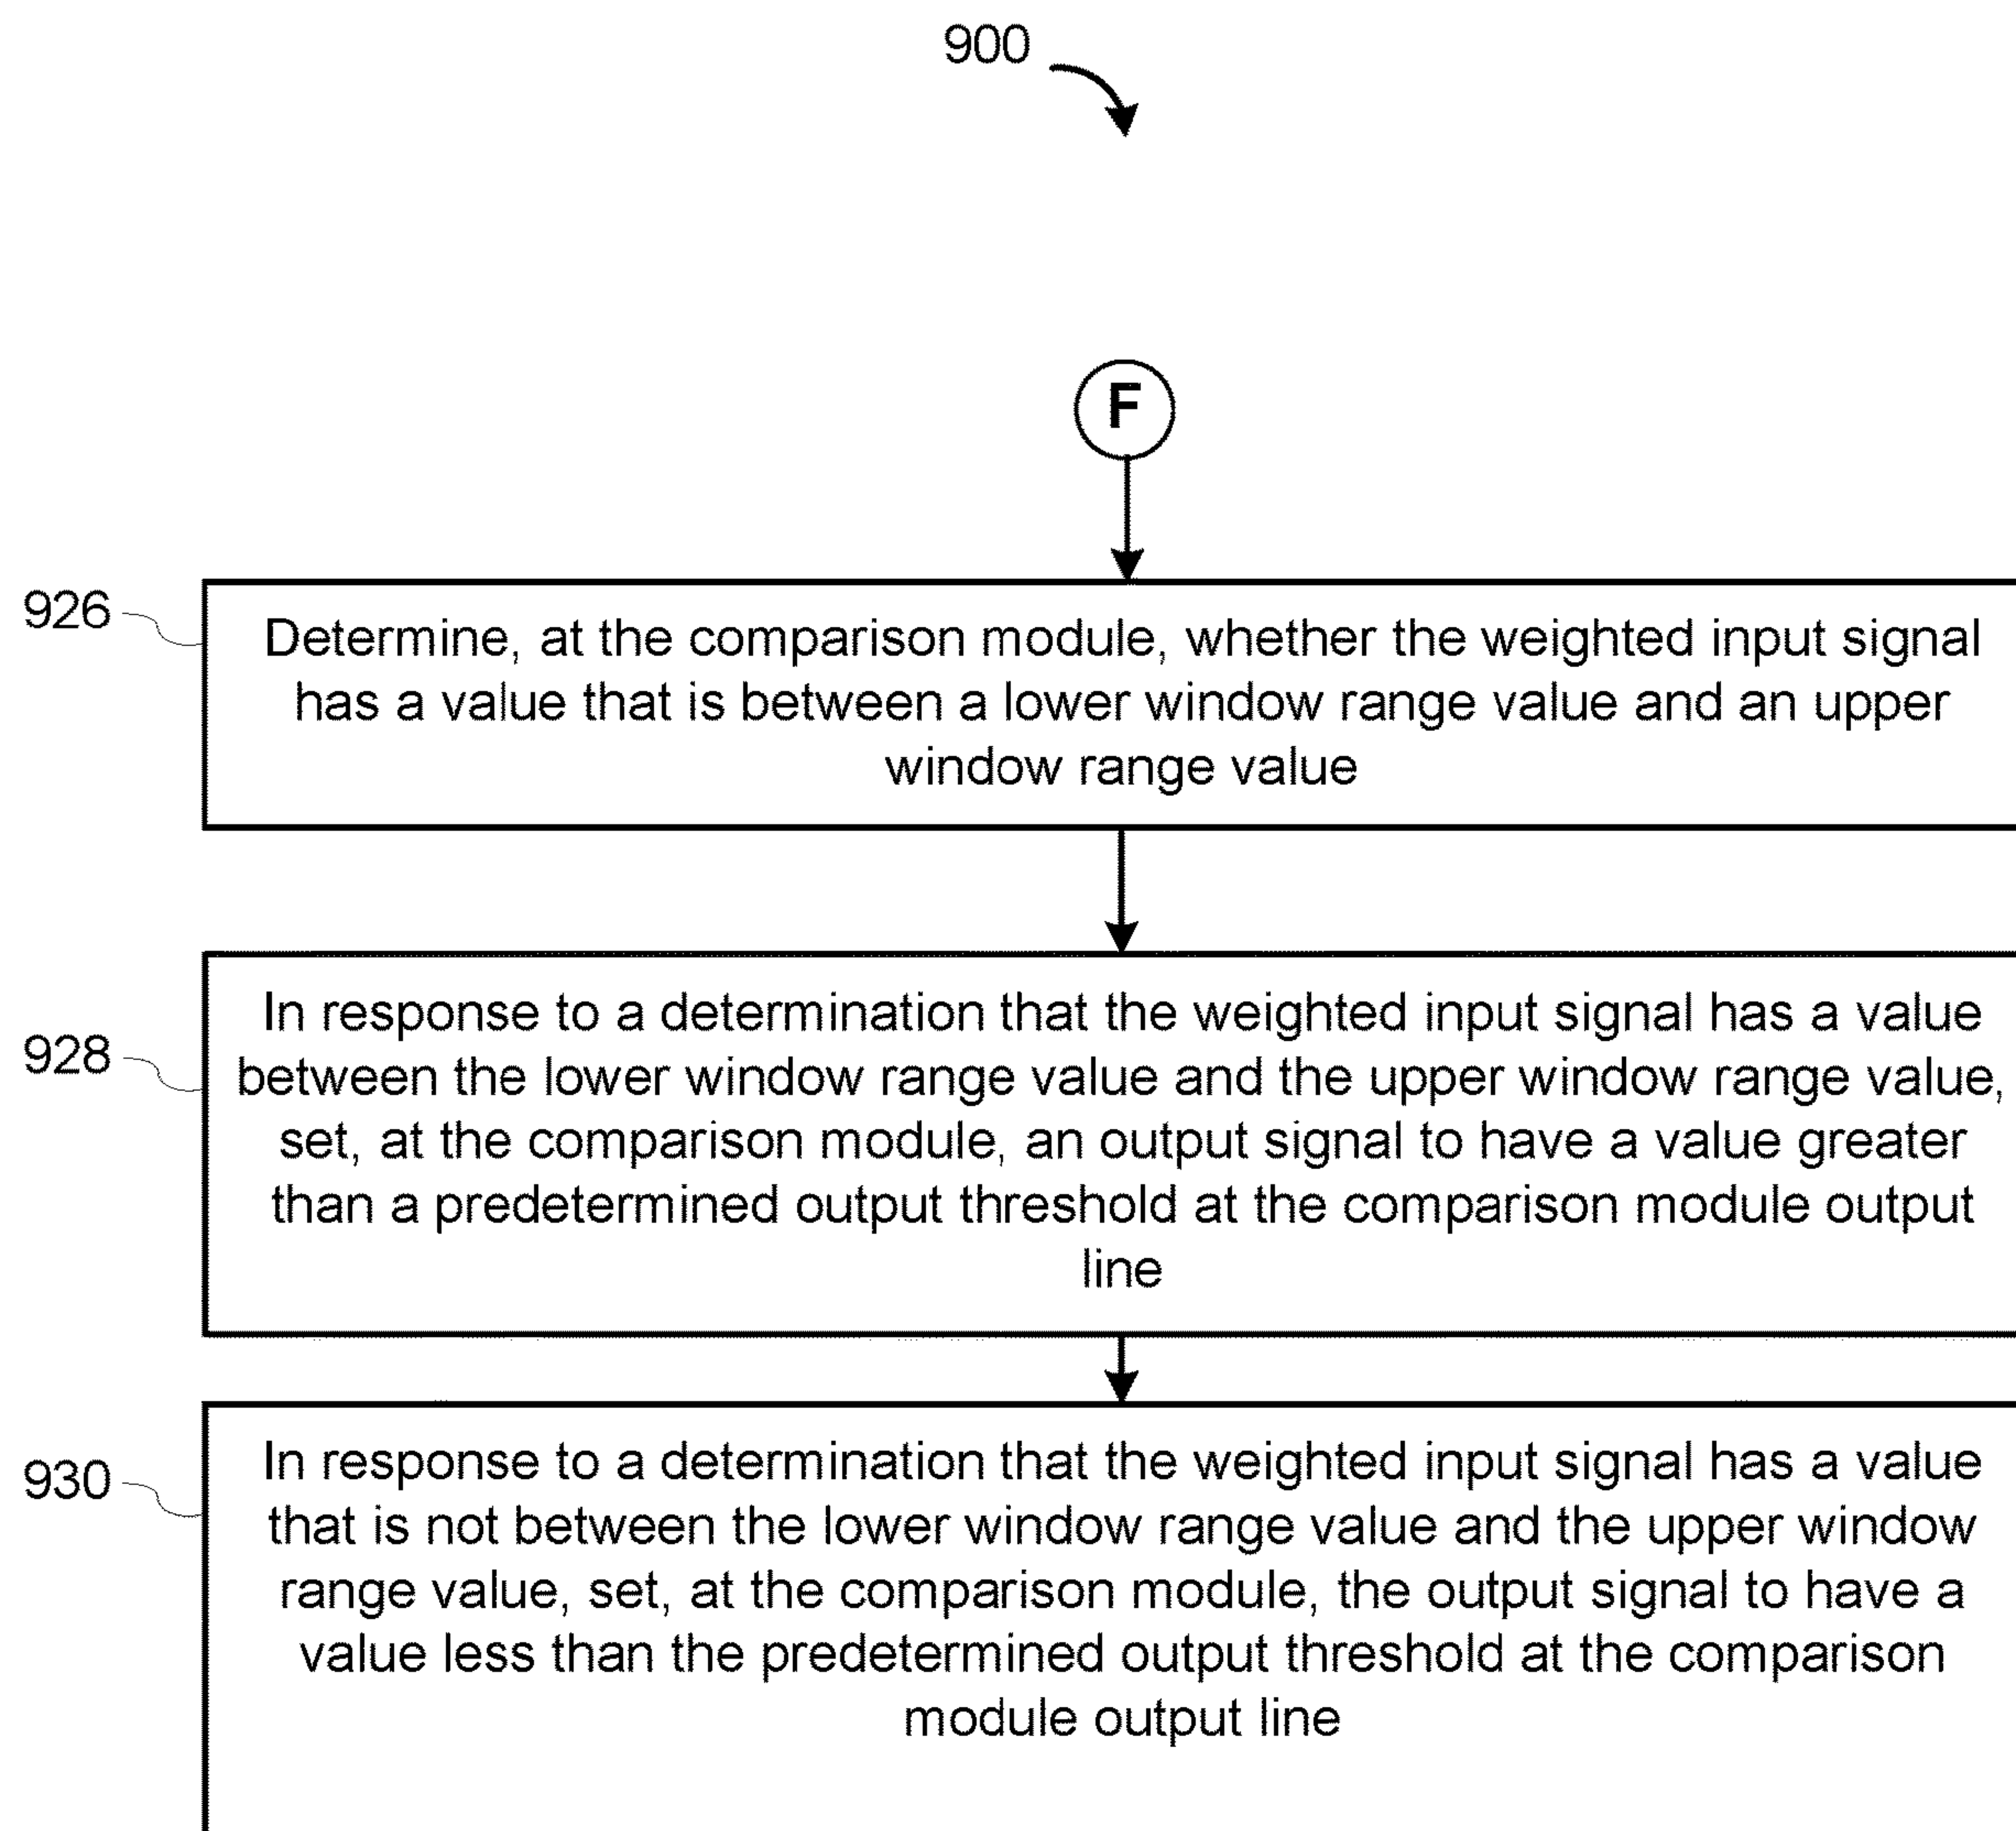 900
F
926
Determine, at the comparison module, whether the weighted input signal
has a value that is between a lower window range value and an upper
window range value
928
In response to a determination that the weighted input signal has a value
between the lower window range value and the upper window range value,
set, at the comparison module, an output signal to have a value greater
than a predetermined output threshold at the comparison module output
line
930
In response to a determination that the weighted input signal has a value
that is not between the lower window range value and the upper window
range value, set, at the comparison module, the output signal to have a
value less than the predetermined output threshold at the comparison
module output line